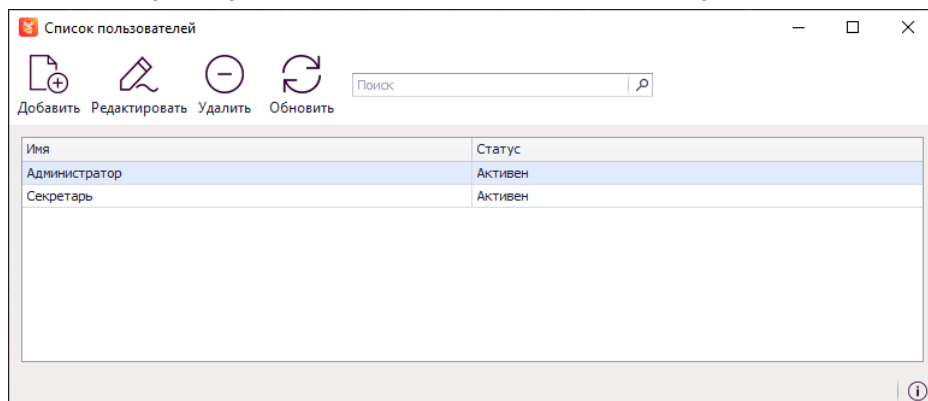 Список пользователей
Добавить Редактировать Удалить Обновить
Поиск
Имя Статус
Администратор Активен
Секретарь Активен